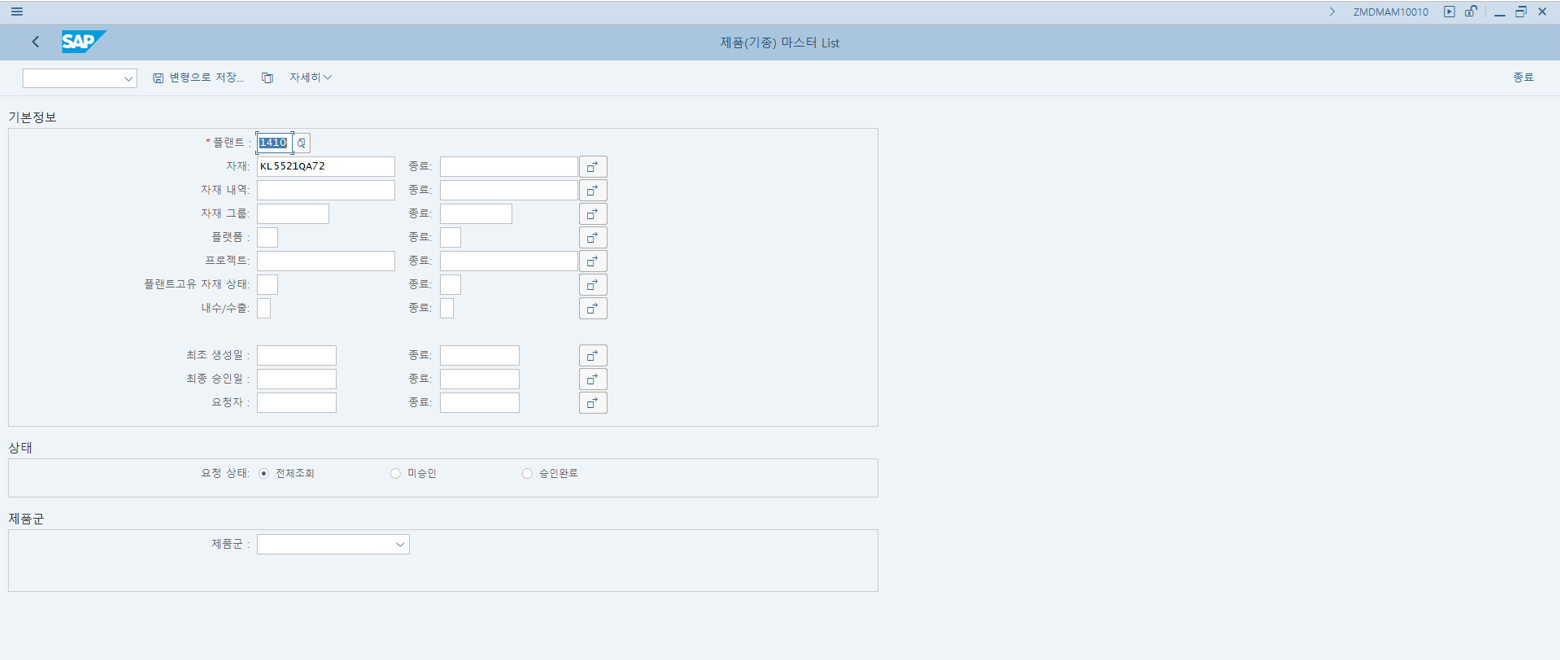 ZMDMAM10010
SAP 제품(기종) 마스터 List
변형으로 저장... 자세히 종료
기본정보
* 플랜트 : 1410
자재: KL5521QA72 종료:
자재 내역: 종료:
자재 그룹: 종료:
플랫폼 : 종료:
프로젝트: 종료:
플랜트고유 자재 상태: 종료:
내수/수출: 종료:
최초 생성일 : 종료:
최종 승인일 : 종료:
요청자 : 종료:
상태
요청 상태: 전체조회 미승인 승인완료
제품군
제품군 :